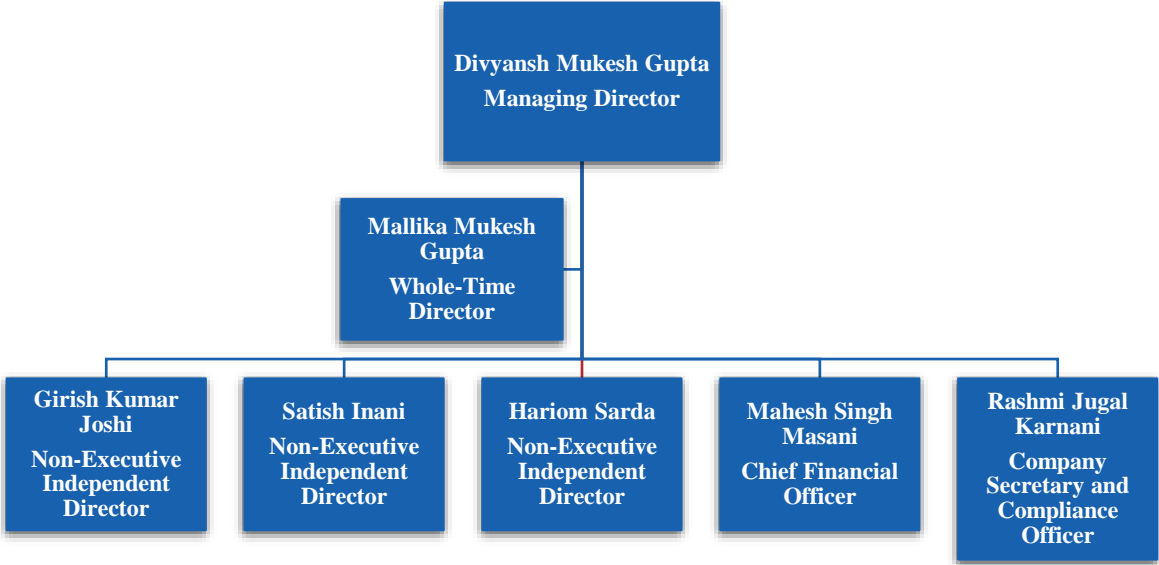 Divyansh Mukesh Gupta
Managing Director
Mallika Mukesh
Gupta
Whole-Time
Director
Girish Kumar
Joshi
Non-Executive
Independent
Director
Satish Inani
Non-Executive
Independent
Director
Hariom Sarda
Non-Executive
Independent
Director
Mahesh Singh
Masani
Chief Financial
Officer
Rashmi Jugal
Karnani
Company
Secretary and
Compliance
Officer